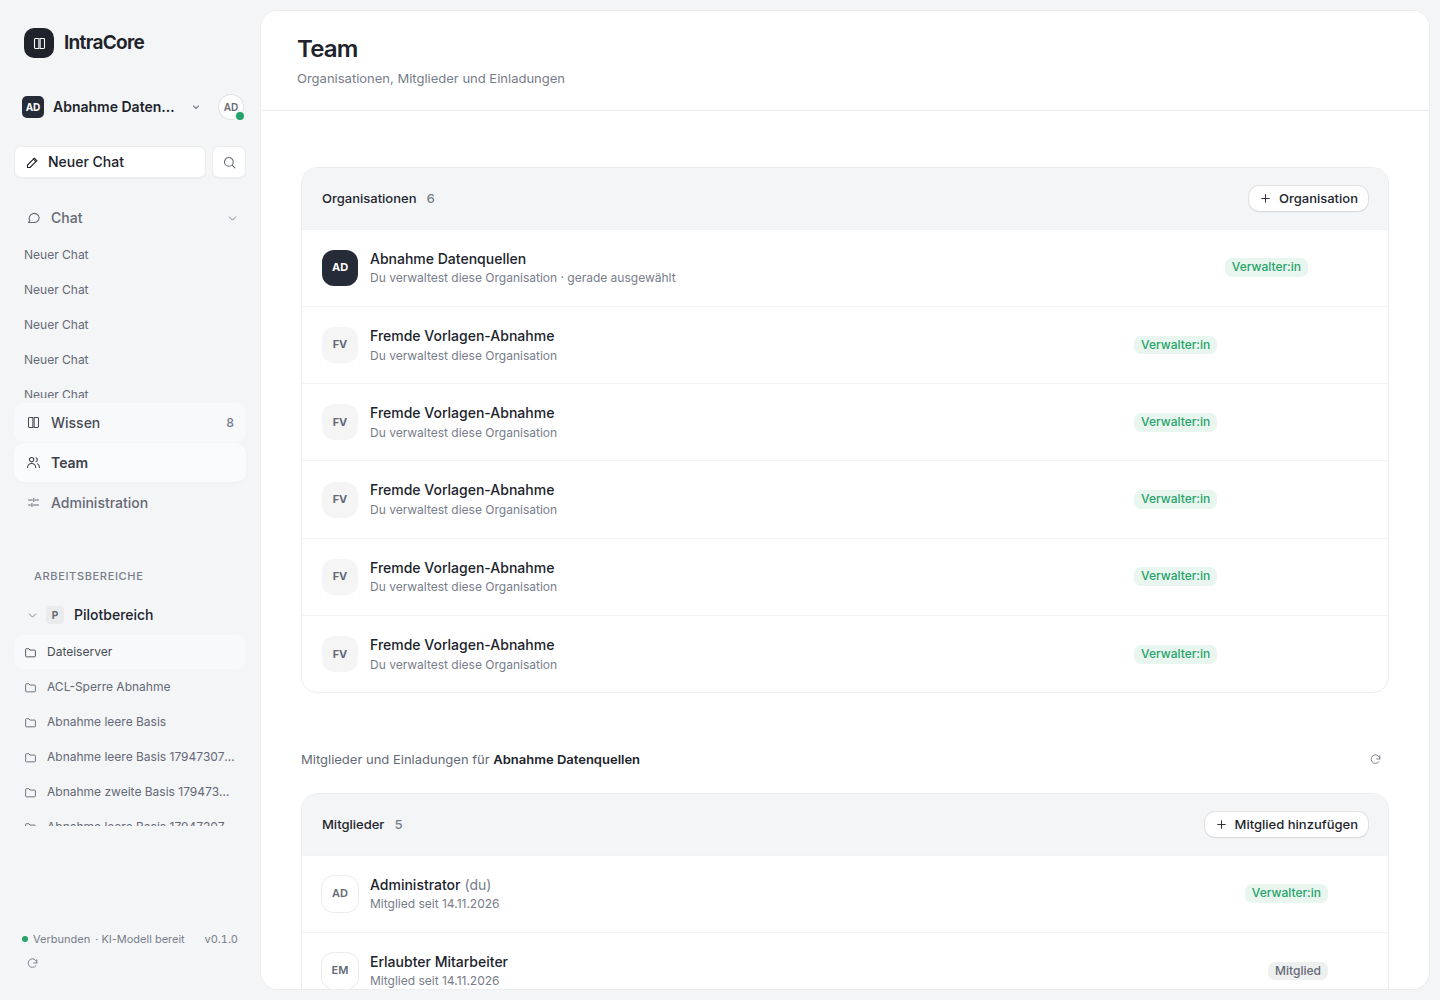 IntraCore
AD Abnahme Daten... AD
Neuer Chat
Chat
Neuer Chat
Neuer Chat
Neuer Chat
Neuer Chat
Neuer Chat
Wissen 8
Team
Administration
ARBEITSBEREICHE
P Pilotbereich
Dateiserver
ACL-Sperre Abnahme
Abnahme leere Basis
Abnahme leere Basis 17947307...
Abnahme zweite Basis 179473...
Abnahme leere Basis 17947307...
Verbunden · KI-Modell bereit v0.1.0
Team
Organisationen, Mitglieder und Einladungen
Organisationen 6
Organisation
AD
Abnahme Datenquellen
Du verwaltest diese Organisation · gerade ausgewählt
Verwalter:in
FV
Fremde Vorlagen-Abnahme
Du verwaltest diese Organisation
Verwalter:in
FV
Fremde Vorlagen-Abnahme
Du verwaltest diese Organisation
Verwalter:in
FV
Fremde Vorlagen-Abnahme
Du verwaltest diese Organisation
Verwalter:in
FV
Fremde Vorlagen-Abnahme
Du verwaltest diese Organisation
Verwalter:in
FV
Fremde Vorlagen-Abnahme
Du verwaltest diese Organisation
Verwalter:in
Mitglieder und Einladungen für Abnahme Datenquellen
Mitglieder 5
Mitglied hinzufügen
AD
Administrator (du)
Mitglied seit 14.11.2026
Verwalter:in
EM
Erlaubter Mitarbeiter
Mitglied seit 14.11.2026
Mitglied